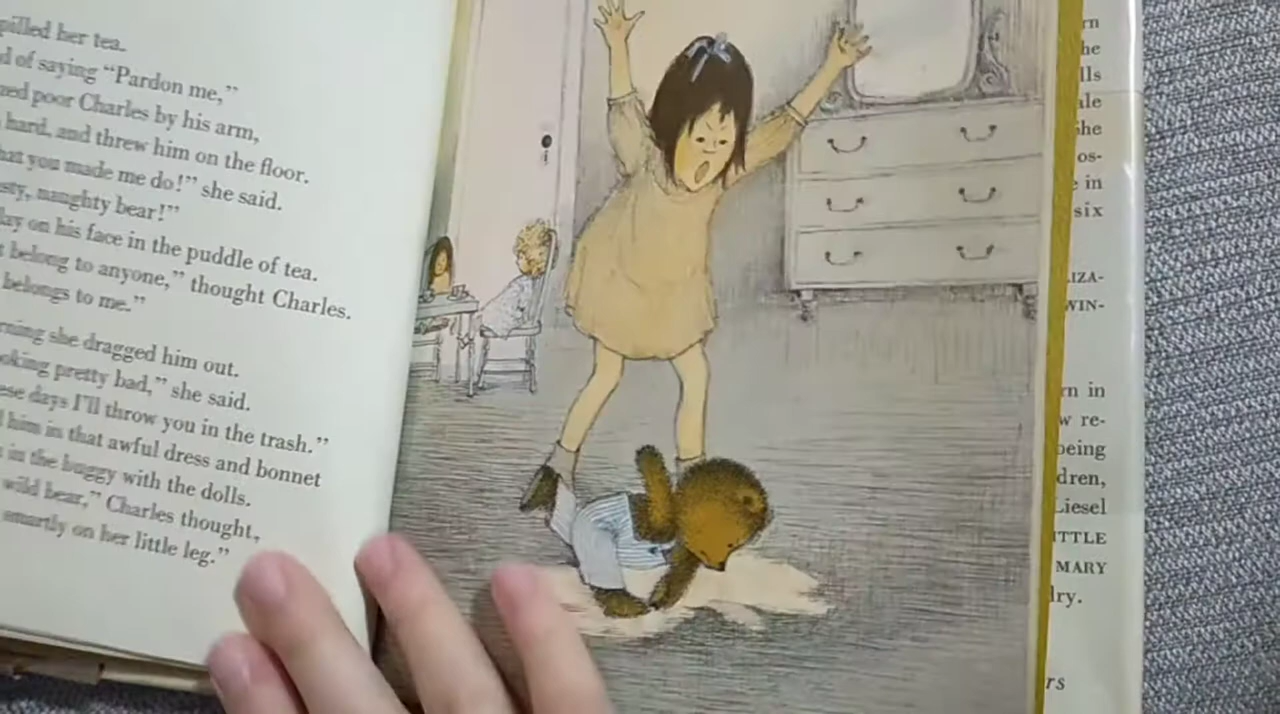 pilled her tea.
d of saying “Pardon me,”
ned poor Charles by his arm,
hard, and threw him on the floor.
hat you made me do!” she said.
sty, naughty bear!”
lay on his face in the puddle of tea.
t belong to anyone,” thought Charles.
belongs to me.”
rning she dragged him out.
oking pretty bad,” she said.
ese days I’ll throw you in the trash.”
l him in that awful dress and bonnet
in the buggy with the dolls.
wild bear,” Charles thought,
smartly on her little leg.”
rn
he
lls
ale
She
os-
e in
six
LIZA-
WIN-
rn in
w re-
being
dren,
Liesel
ITTLE
MARY
dry.
rs